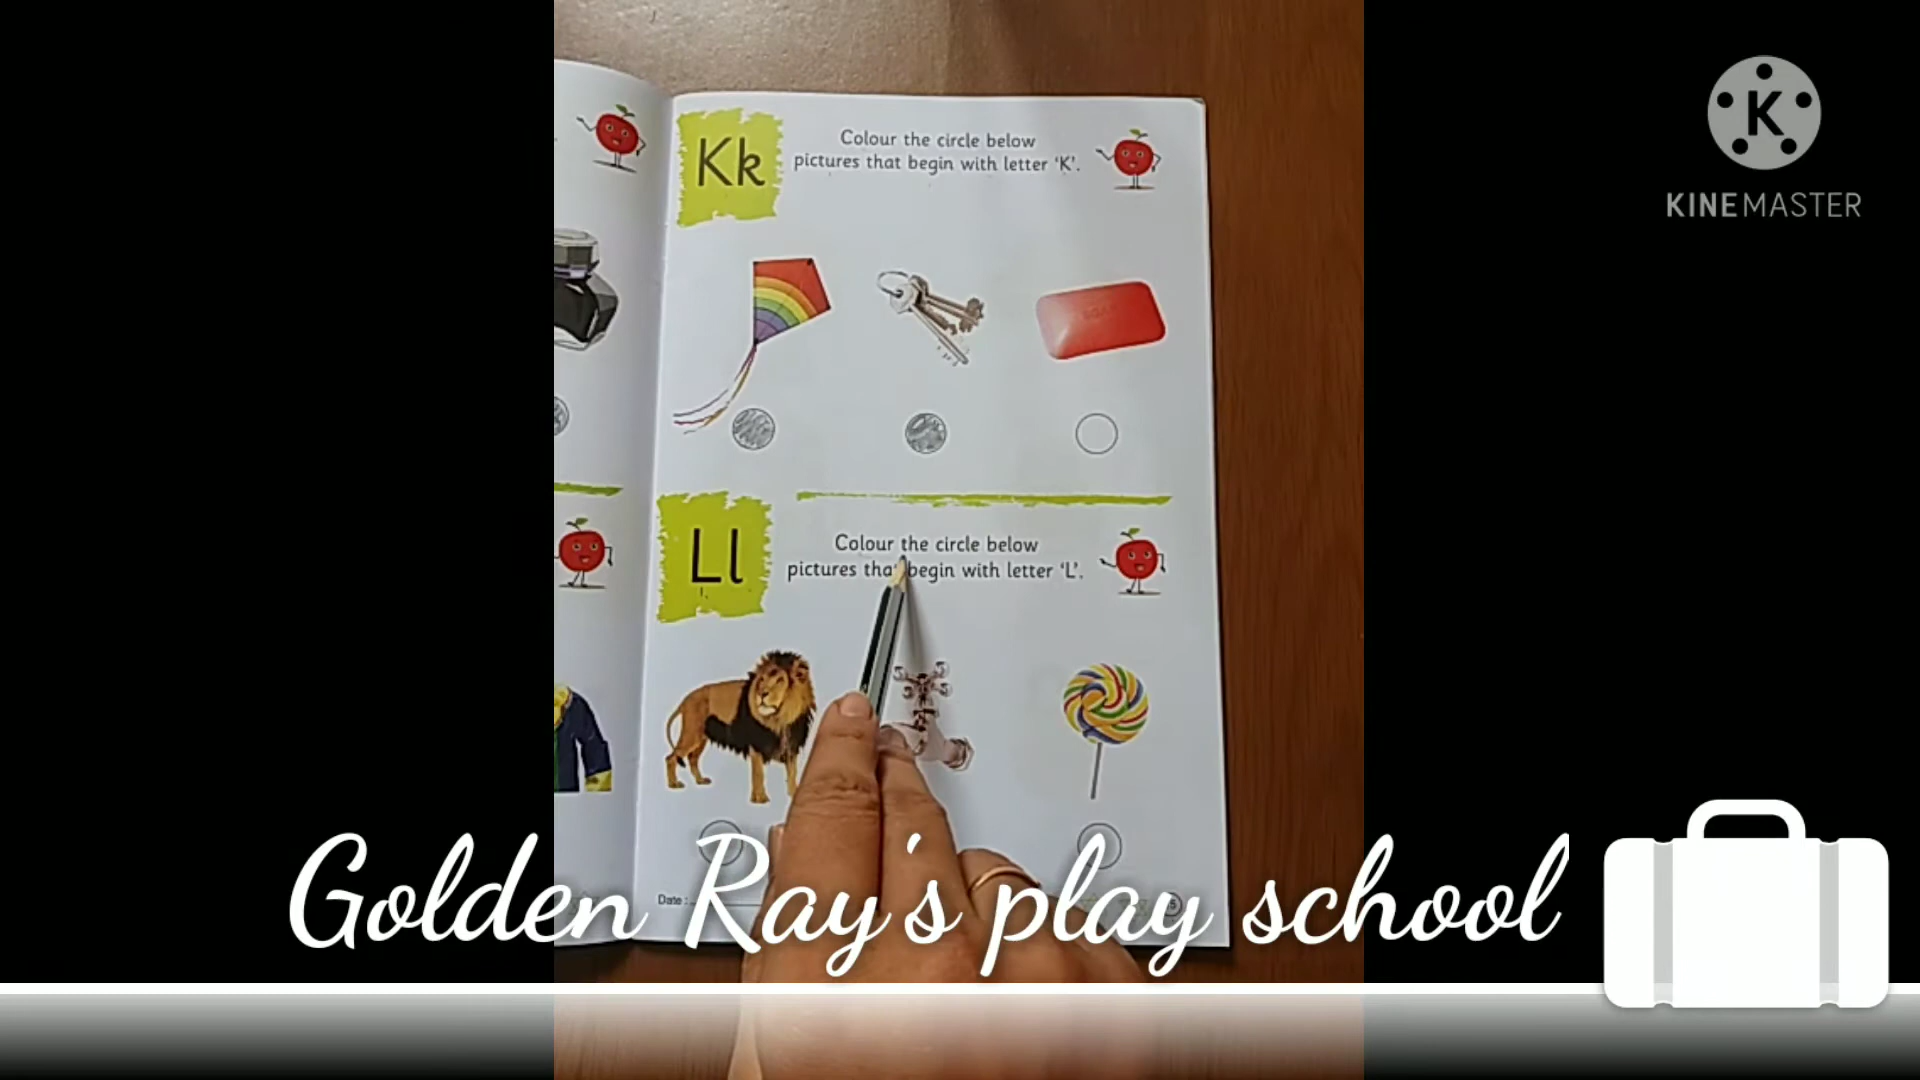 KINEMASTER
Kk
Colour the circle below
pictures that begin with letter ‘K’.
Ll
Colour the circle below
pictures that begin with letter ‘L’.
Date :
Golden Ray's play school